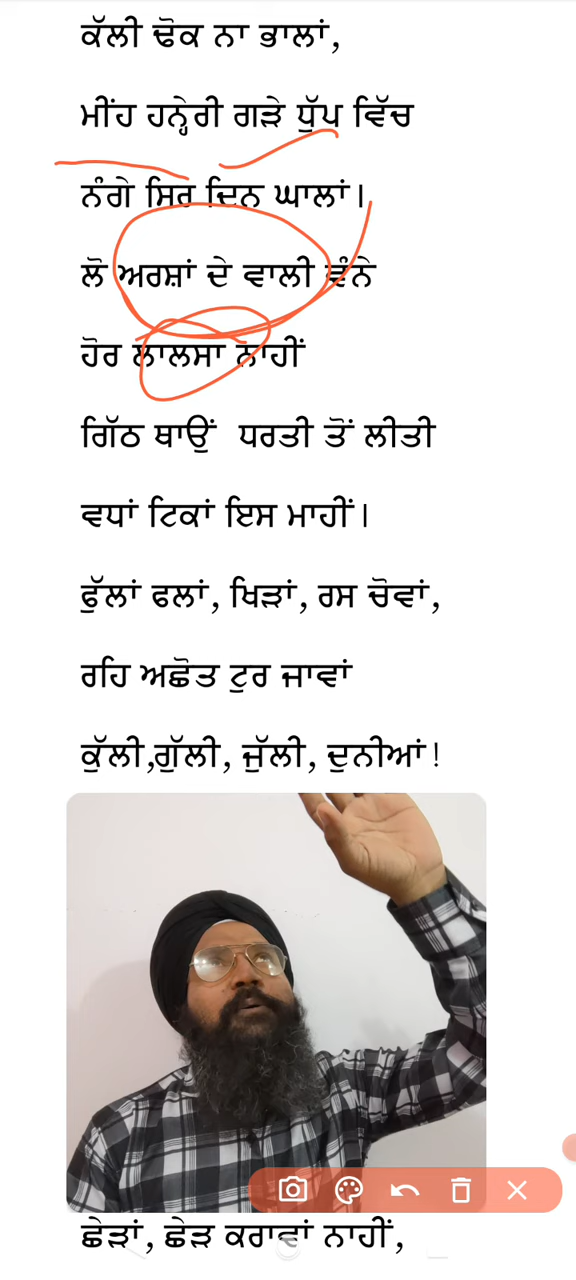 ਕੱਲੀ ਢੋਕ ਨਾ ਭਾਲਾਂ,
ਮੀਂਹ ਹਨ੍ਹੇਰੀ ਗੜੇ ਧੁੱਪ ਵਿੱਚ
ਨੰਗੇ ਸਿਰ ਦਿਨ ਘਾਲਾਂ।
ਲੋ ਅਰਸ਼ਾਂ ਦੇ ਵਾਲੀ ਵੰਨੇ
ਹੋਰ ਲਾਲਸਾ ਨਾਹੀਂ
ਗਿੱਠ ਥਾਉਂ ਧਰਤੀ ਤੋਂ ਲੀਤੀ
ਵਧਾਂ ਟਿਕਾਂ ਇਸ ਮਾਹੀਂ।
ਫੁੱਲਾਂ ਫਲਾਂ, ਖਿੜਾਂ, ਰਸ ਚੋਵਾਂ,
ਰਹਿ ਅਛੋਤ ਟੁਰ ਜਾਵਾਂ
ਕੁੱਲੀ,ਗੁੱਲੀ, ਜੁੱਲੀ, ਦੁਨੀਆਂ!
ਛੇੜਾਂ, ਛੇੜ ਕਰਾਵਾਂ ਨਾਹੀਂ,